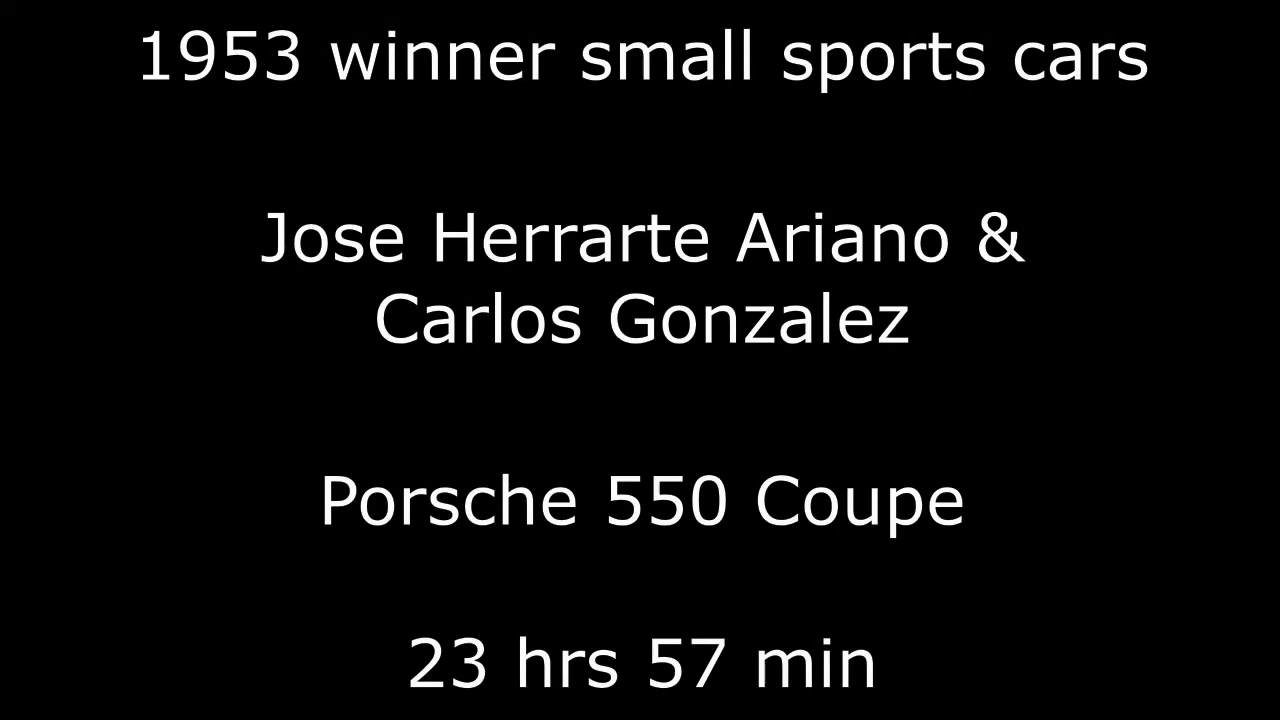 1953 winner small sports cars
Jose Herrarte Ariano &
Carlos Gonzalez
Porsche 550 Coupe
23 hrs 57 min